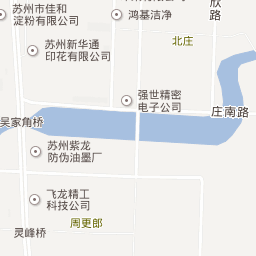 苏州市佳和
淀粉有限公司
鸿基洁净
欣
路
北庄
苏州新华通
印花有限公司
强世精密
电子公司
庄南路
吴家角桥
苏州紫龙
防伪油墨厂
飞龙精工
科技公司
周更郎
灵峰桥